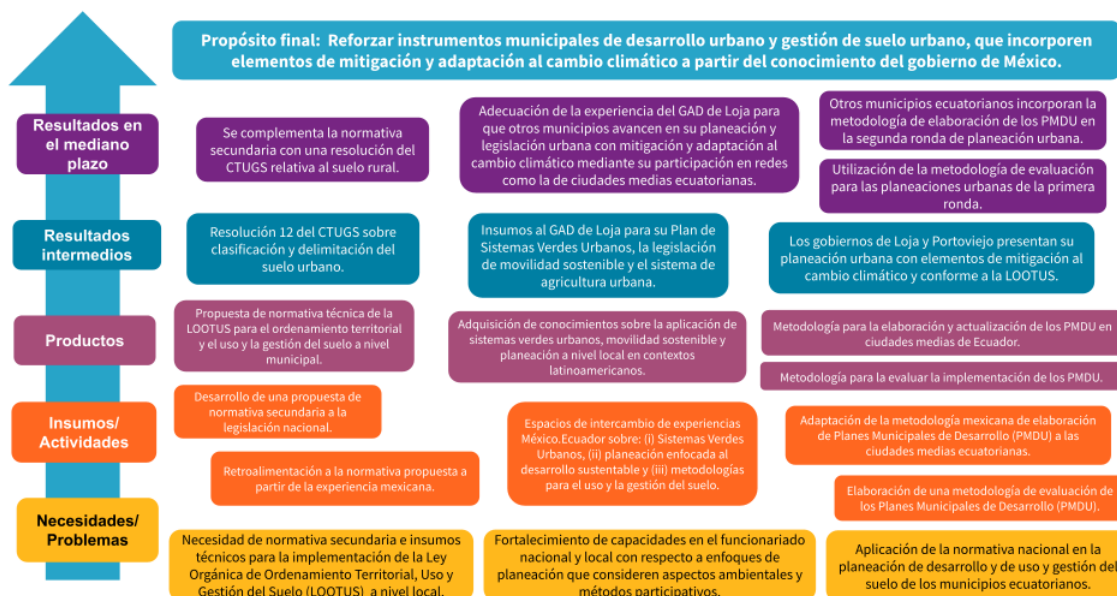 Propósito final: Reforzar instrumentos municipales de desarrollo urbano y gestión de suelo urbano, que incorporen
elementos de mitigación y adaptación al cambio climático a partir del conocimiento del gobierno de México.
Resultados en
el mediano
plazo
Se complementa la normativa
secundaria con una resolución del
CTUGS relativa al suelo rural.
Adecuación de la experiencia del GAD de Loja para
que otros municipios avancen en su planeación y
legislación urbana con mitigación y adaptación al
cambio climático mediante su participación en redes
como la de ciudades medias ecuatorianas.
Otros municipios ecuatorianos incorporan la
metodología de elaboración de los PMDU en
la segunda ronda de planeación urbana.
Utilización de la metodología de evaluación
para las planeaciones urbanas de la primera
ronda.
Resultados
intermedios
Resolución 12 del CTUGS sobre
clasificación y delimitación del
suelo urbano.
Insumos al GAD de Loja para su Plan de
Sistemas Verdes Urbanos, la legislación
de movilidad sostenible y el sistema de
agricultura urbana.
Los gobiernos de Loja y Portoviejo presentan su
planeación urbana con elementos de mitigación al
cambio climático y conforme a la LOOTUS.
Productos
Propuesta de normativa técnica de la
LOOTUS para el ordenamiento territorial
y el uso y la gestión del suelo a nivel
municipal.
Adquisición de conocimientos sobre la aplicación de
sistemas verdes urbanos, movilidad sostenible y
planeación a nivel local en contextos
latinoamericanos.
Metodología para la elaboración y actualización de los PMDU en
ciudades medias de Ecuador.
Metodología para la evaluar la implementación de los PMDU.
Insumos/
Actividades
Desarrollo de una propuesta de
normativa secundaria a la
legislación nacional.
Retroalimentación a la normativa propuesta a
partir de la experiencia mexicana.
Espacios de intercambio de experiencias
México.Ecuador sobre: (i) Sistemas Verdes
Urbanos, (ii) planeación enfocada al
desarrollo sustentable y (iii) metodologías
para el uso y la gestión del suelo.
Adaptación de la metodología mexicana de elaboración
de Planes Municipales de Desarrollo (PMDU) a las
ciudades medias ecuatorianas.
Elaboración de una metodología de evaluación de
los Planes Municipales de Desarrollo (PMDU).
Necesidades/
Problemas
Necesidad de normativa secundaria e insumos
técnicos para la implementación de la Ley
Orgánica de Ordenamiento Territorial, Uso y
Gestión del Suelo (LOOTUS) a nivel local.
Fortalecimiento de capacidades en el funcionariado
nacional y local con respecto a enfoques de
planeación que consideren aspectos ambientales y
métodos participativos.
Aplicación de la normativa nacional en la
planeación de desarrollo y de uso y gestión del
suelo de los municipios ecuatorianos.